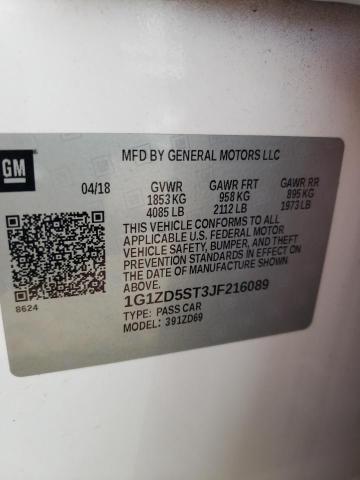 GM
MFD BY GENERAL MOTORS LLC
04/18 GVWR GAWR FRT GAWR RR
1853 KG 958 KG 895 KG
4085 LB 2112 LB 1973 LB
THIS VEHICLE CONFORMS TO ALL
APPLICABLE U.S. FEDERAL MOTOR
VEHICLE SAFETY, BUMPER, AND THEFT
PREVENTION STANDARDS IN EFFECT ON
THE DATE OF MANUFACTURE SHOWN
ABOVE.
8624
1G1ZD5ST3JF216089
TYPE: PASS CAR
MODEL: 391ZD69